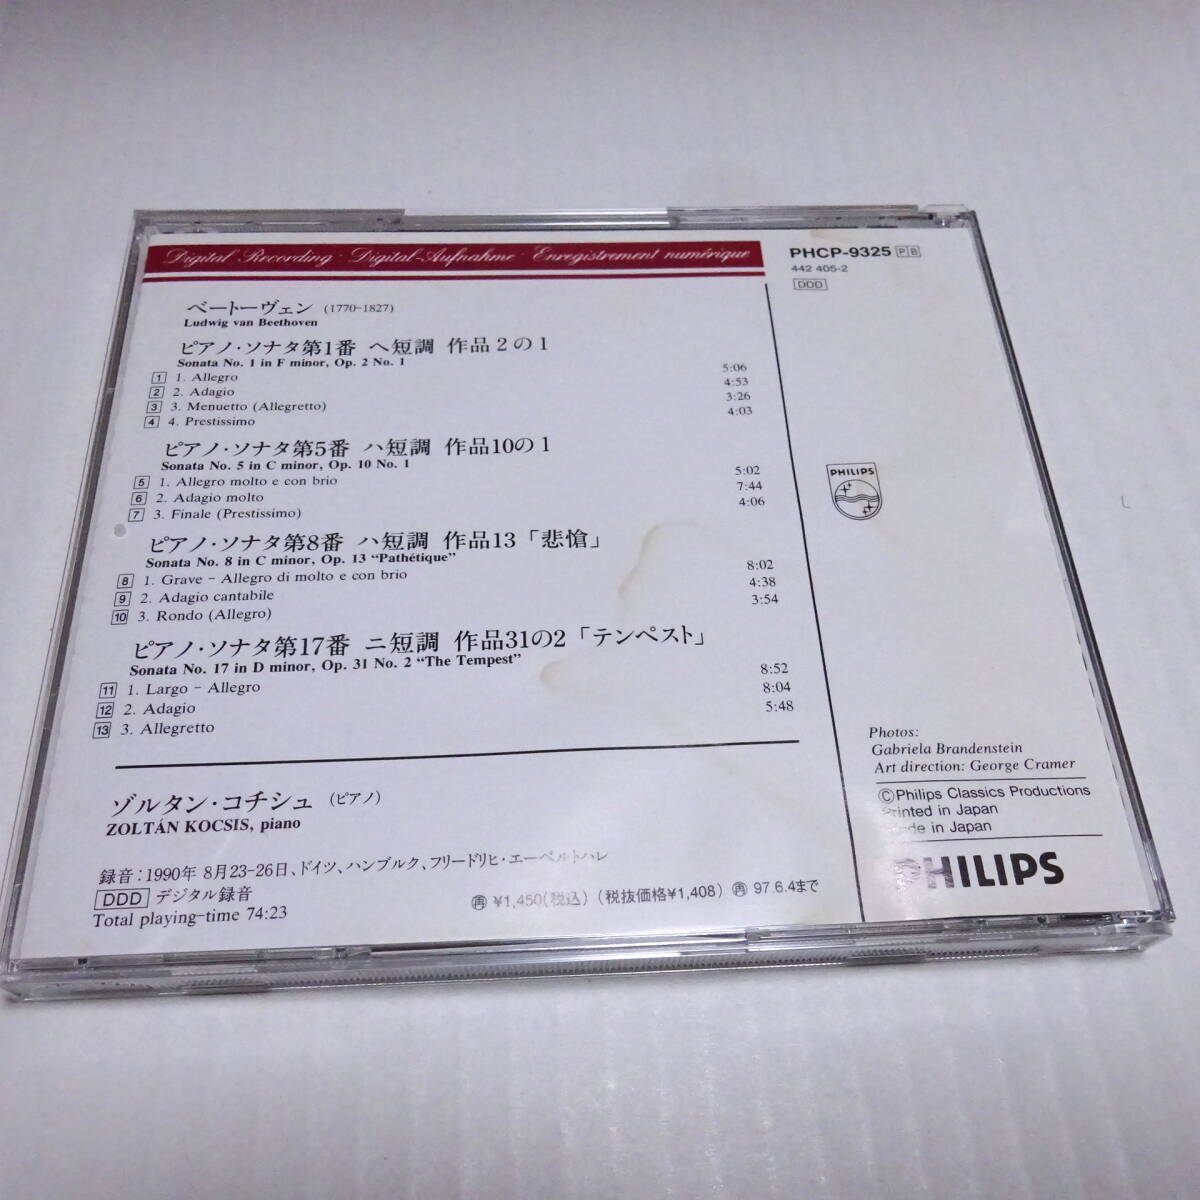 Digital Recording · Digital-Aufnahme · Enregistrement numérique
PHCP-9325 PB
442 405-2
DDD
ベートーヴェン (1770-1827)
Ludwig van Beethoven
ピアノ・ソナタ第1番 ヘ短調 作品2の1
Sonata No. 1 in F minor, Op. 2 No. 1
1 1. Allegro 5:06
2 2. Adagio 4:53
3 3. Menuetto (Allegretto) 3:26
4 4. Prestissimo 4:03
ピアノ・ソナタ第5番 ハ短調 作品10の1
Sonata No. 5 in C minor, Op. 10 No. 1
5 1. Allegro molto e con brio 5:02
6 2. Adagio molto 7:44
7 3. Finale (Prestissimo) 4:06
ピアノ・ソナタ第8番 ハ短調 作品13「悲愴」
Sonata No. 8 in C minor, Op. 13 “Pathétique”
8 1. Grave – Allegro di molto e con brio 8:02
9 2. Adagio cantabile 4:38
10 3. Rondo (Allegro) 3:54
ピアノ・ソナタ第17番 ニ短調 作品31の2「テンペスト」
Sonata No. 17 in D minor, Op. 31 No. 2 “The Tempest”
11 1. Largo – Allegro 8:52
12 2. Adagio 8:04
13 3. Allegretto 5:48
ゾルタン・コチシュ (ピアノ)
ZOLTÁN KOCSIS, piano
録音:1990年 8月23-26日、ドイツ、ハンブルク、フリードリヒ・エーベルトハレ
DDD デジタル録音
Total playing-time 74:23
再 ¥1,450(税込) (税抜価格¥1,408) 再 97.6.4まで
PHILIPS
Photos:
Gabriela Brandenstein
Art direction: George Cramer
©Philips Classics Productions
Printed in Japan
Made in Japan
PHILIPS